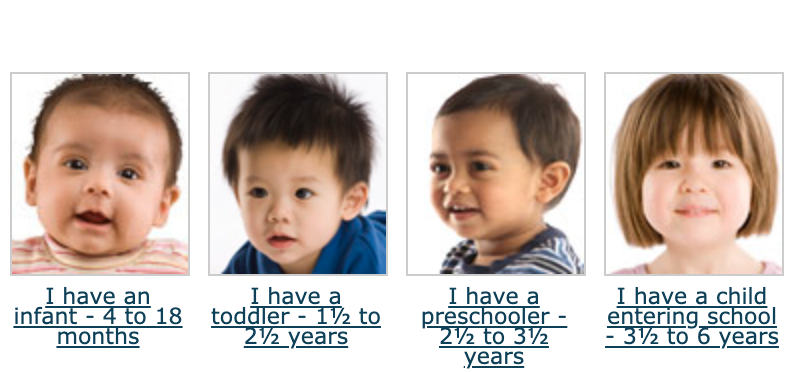 I have an
infant - 4 to 18
months
I have a
toddler - 1½ to
2½ years
I have a
preschooler -
2½ to 3½
years
I have a child
entering school
- 3½ to 6 years